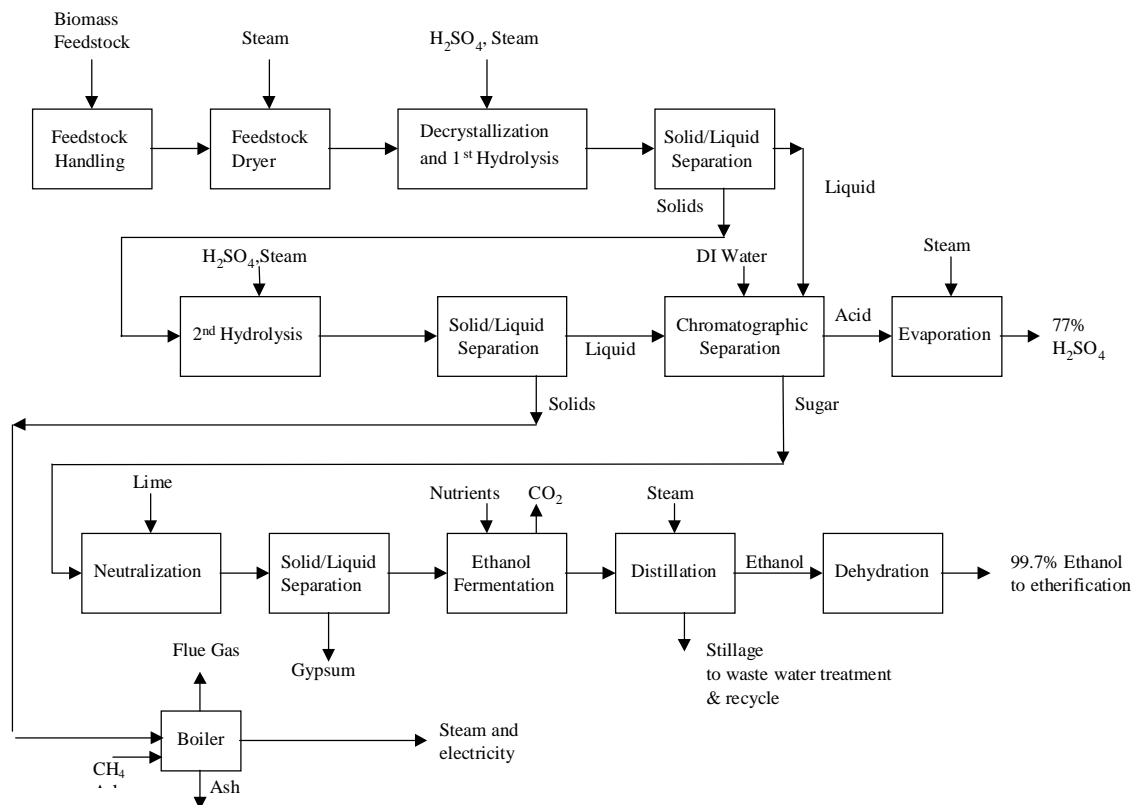 Biomass
Feedstock
Steam
H₂SO₄, Steam
Feedstock
Handling
Feedstock
Dryer
Decrystallization
and 1st Hydrolysis
Solid/Liquid
Separation
Liquid
Solids
H₂SO₄,Steam
DI Water
Steam
2nd Hydrolysis
Solid/Liquid
Separation
Liquid
Chromatographic
Separation
Acid
Evaporation
77%
H₂SO₄
Solids
Sugar
Lime
Nutrients
CO₂
Steam
Neutralization
Solid/Liquid
Separation
Ethanol
Fermentation
Distillation
Ethanol
Dehydration
99.7% Ethanol
to etherification
Flue Gas
Gypsum
Stillage
to waste water treatment
& recycle
Boiler
Steam and
electricity
CH₄
Ash